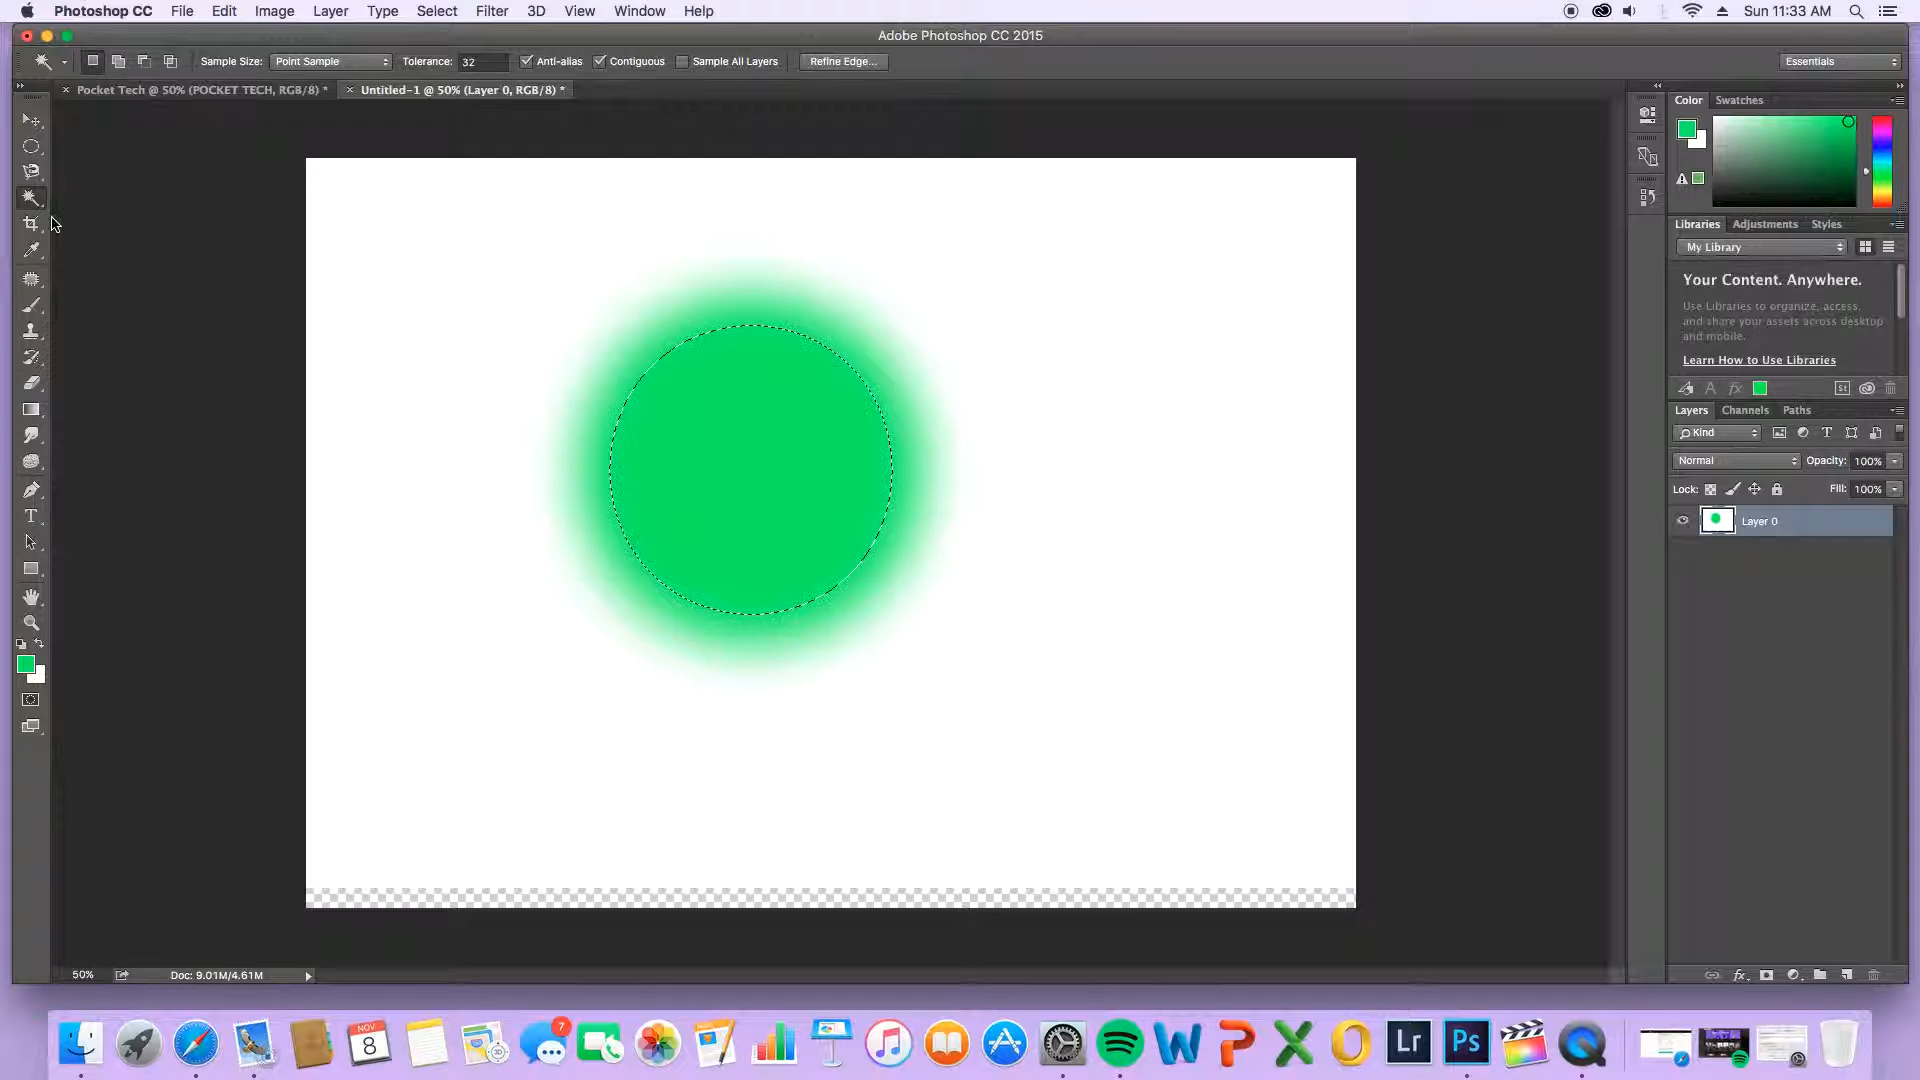 Photoshop CC File Edit Image Layer Type Select Filter 3D View Window Help Sun 11:33 AM
Adobe Photoshop CC 2015
Sample Size: Point Sample Tolerance: 32 Anti-alias Contiguous Sample All Layers Refine Edge... Essentials
Pocket Tech @ 50% (POCKET TECH, RGB/8) * Untitled-1 @ 50% (Layer 0, RGB/8) *
Color Swatches
Libraries Adjustments Styles
My Library
Your Content. Anywhere.
Use Libraries to organize, access,
and share your assets across desktop
and mobile.
Learn How to Use Libraries
St
Layers Channels Paths
Kind
Normal Opacity: 100%
Lock: Fill: 100%
Layer 0
50% Doc: 9.01M/4.61M
NOV
8
3D
7
Lr
Ps